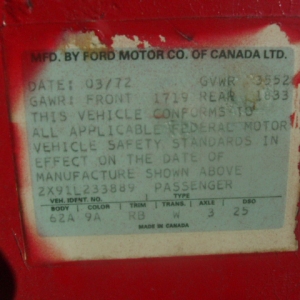 MFD. BY FORD MOTOR CO. OF CANADA LTD.
DATE: 03/72 GVWR 3552
GAWR: FRONT 1719 REAR 1833
THIS VEHICLE CONFORMS TO
ALL APPLICABLE FEDERAL MOTOR
VEHICLE SAFETY STANDARDS IN
EFFECT ON THE DATE OF
MANUFACTURE SHOWN ABOVE
2X91L233889 PASSENGER
VEH. IDENT. NO. TYPE
BODY COLOR TRIM TRANS. AXLE DSO
62A 9A RB W 3 25
MADE IN CANADA